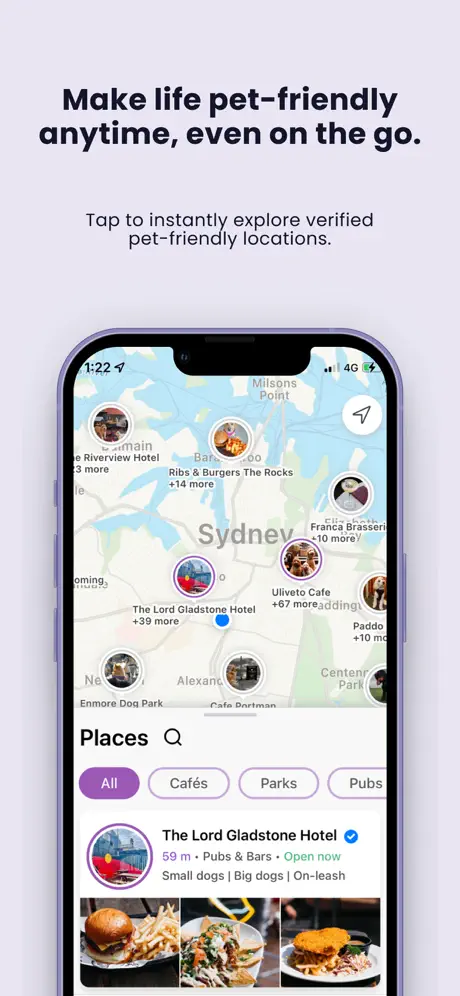 Make life pet-friendly
anytime, even on the go.
Tap to instantly explore verified
pet-friendly locations.
1:22
4G
Milsons
Point
Riverview Hotel
23 more
Ribs & Burgers The Rocks
+14 more
Sydney
Franca Brasseri
+10 more
Uliveto Cafe
+67 more
oming
The Lord Gladstone Hotel
+39 more
Paddo
+10 mo
Enmore Dog Park
Alexand
Cafe Portman
Centenn
Park
Places
All
Cafés
Parks
Pubs
The Lord Gladstone Hotel
59 m • Pubs & Bars • Open now
Small dogs | Big dogs | On-leash